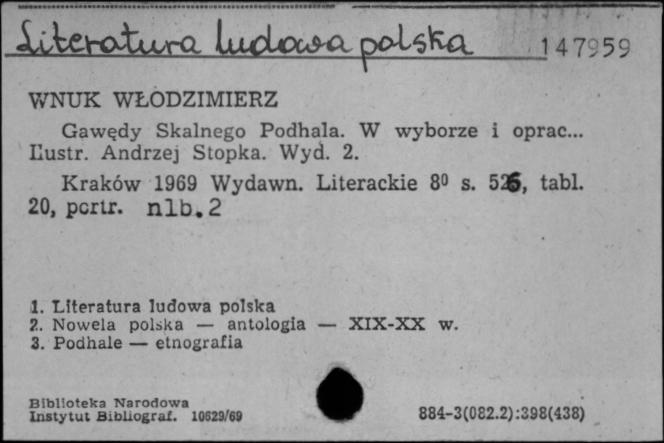 Literatura ludowa polska 147959
WNUK WŁODZIMIERZ
Gawędy Skalnego Podhala. W wyborze i oprac...
Ilustr. Andrzej Stopka. Wyd. 2.
Kraków 1969 Wydawn. Literackie 8⁰ s. 526, tabl.
20, portr. nlb. 2
1. Literatura ludowa polska
2. Nowela polska — antologia — XIX-XX w.
3. Podhale — etnografia
Biblioteka Narodowa
Instytut Bibliograf. 10629/69 884-3(082.2):398(438)